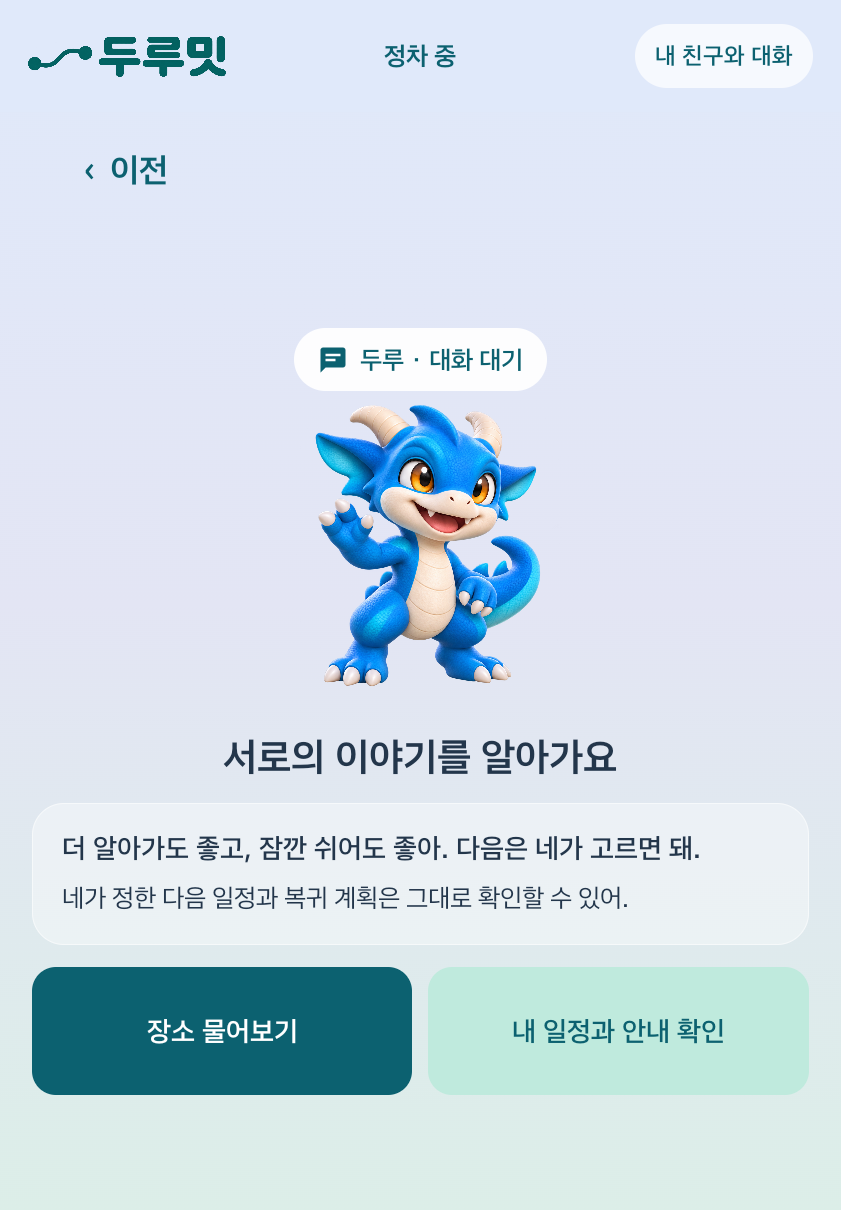 두루밋
정차 중
내 친구와 대화
‹ 이전
두루 · 대화 대기
서로의 이야기를 알아가요
더 알아가도 좋고, 잠깐 쉬어도 좋아. 다음은 네가 고르면 돼.
네가 정한 다음 일정과 복귀 계획은 그대로 확인할 수 있어.
장소 물어보기
내 일정과 안내 확인